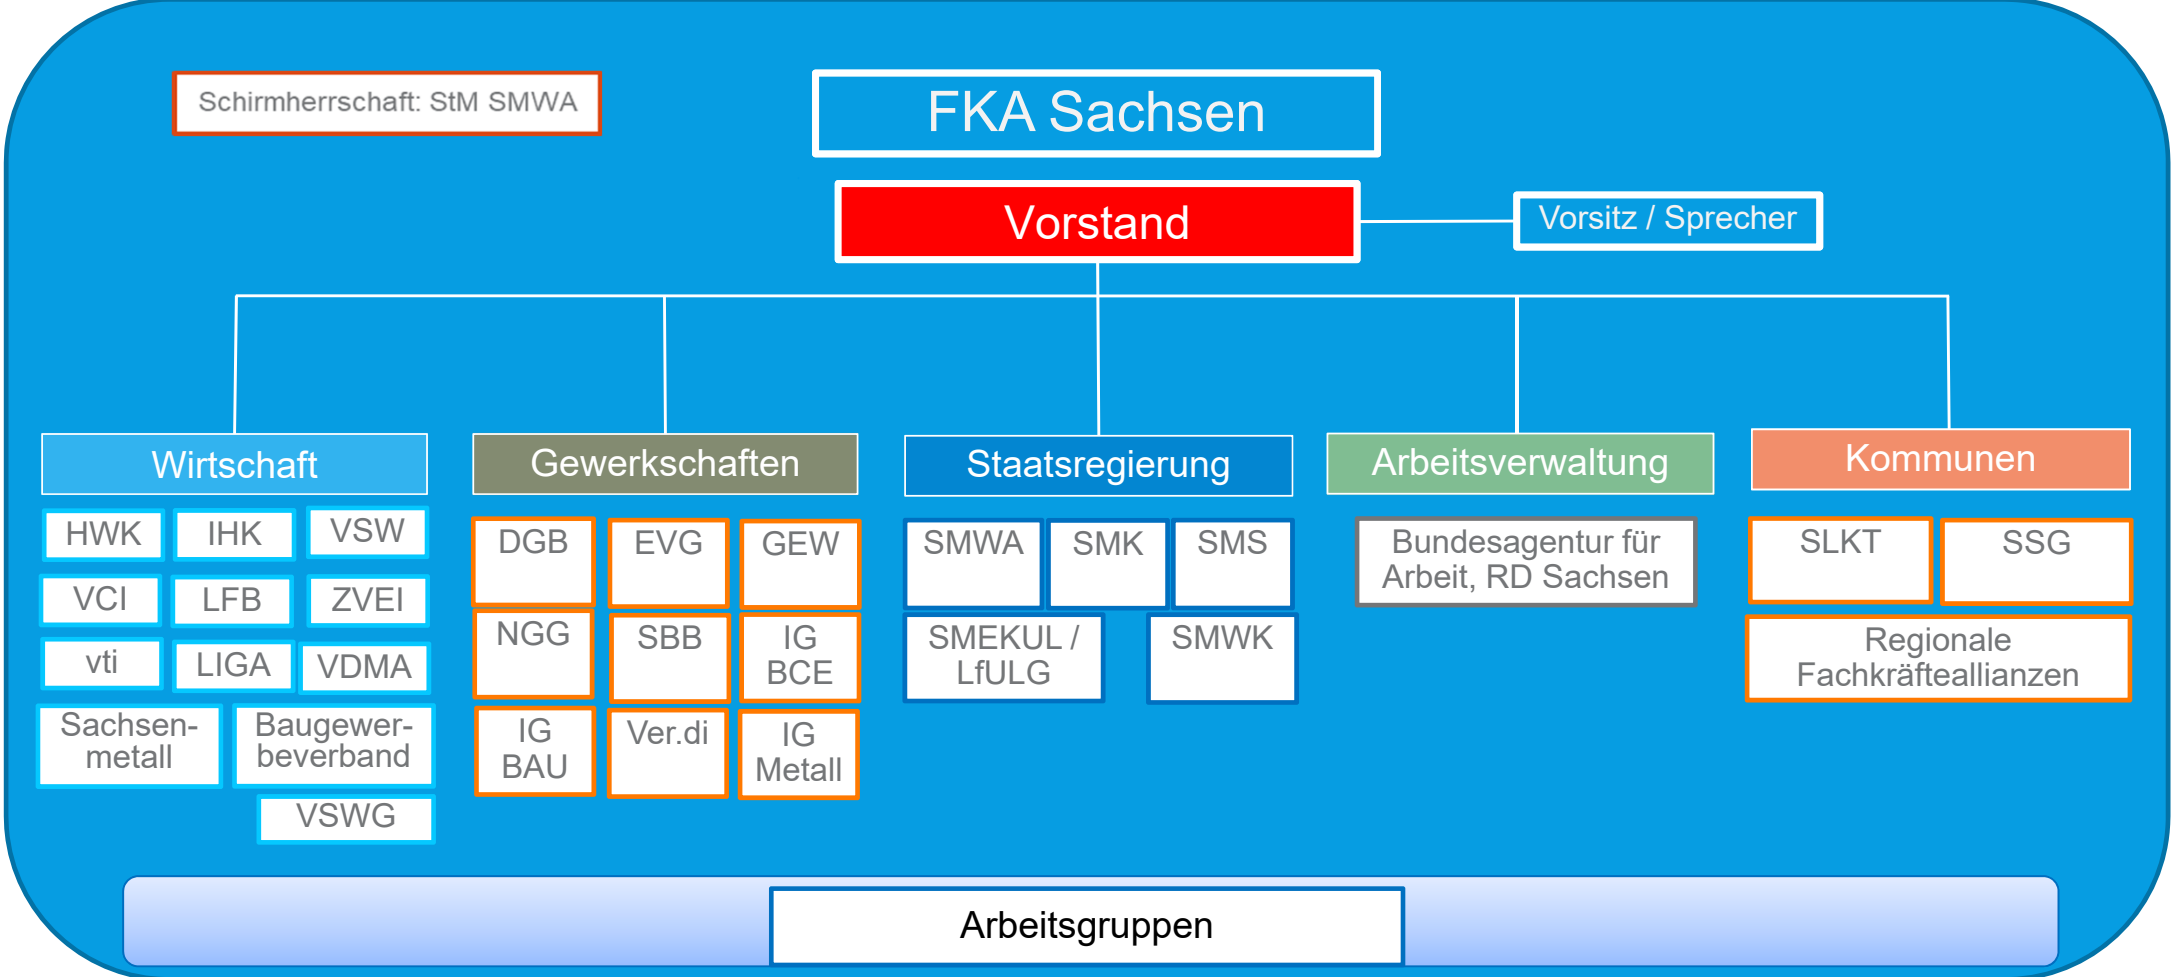 Schirmherrschaft: StM SMWA
FKA Sachsen
Vorstand
Vorsitz / Sprecher
Wirtschaft
HWK
IHK
VSW
VCI
LFB
ZVEI
vti
LIGA
VDMA
Sachsen-
metall
Baugewer-
beverband
VSWG
Gewerkschaften
DGB
EVG
GEW
NGG
SBB
IG
BCE
IG
BAU
Ver.di
IG
Metall
Staatsregierung
SMWA
SMK
SMS
SMEKUL /
LfULG
SMWK
Arbeitsverwaltung
Bundesagentur für
Arbeit, RD Sachsen
Kommunen
SLKT
SSG
Regionale
Fachkräfteallianzen
Arbeitsgruppen